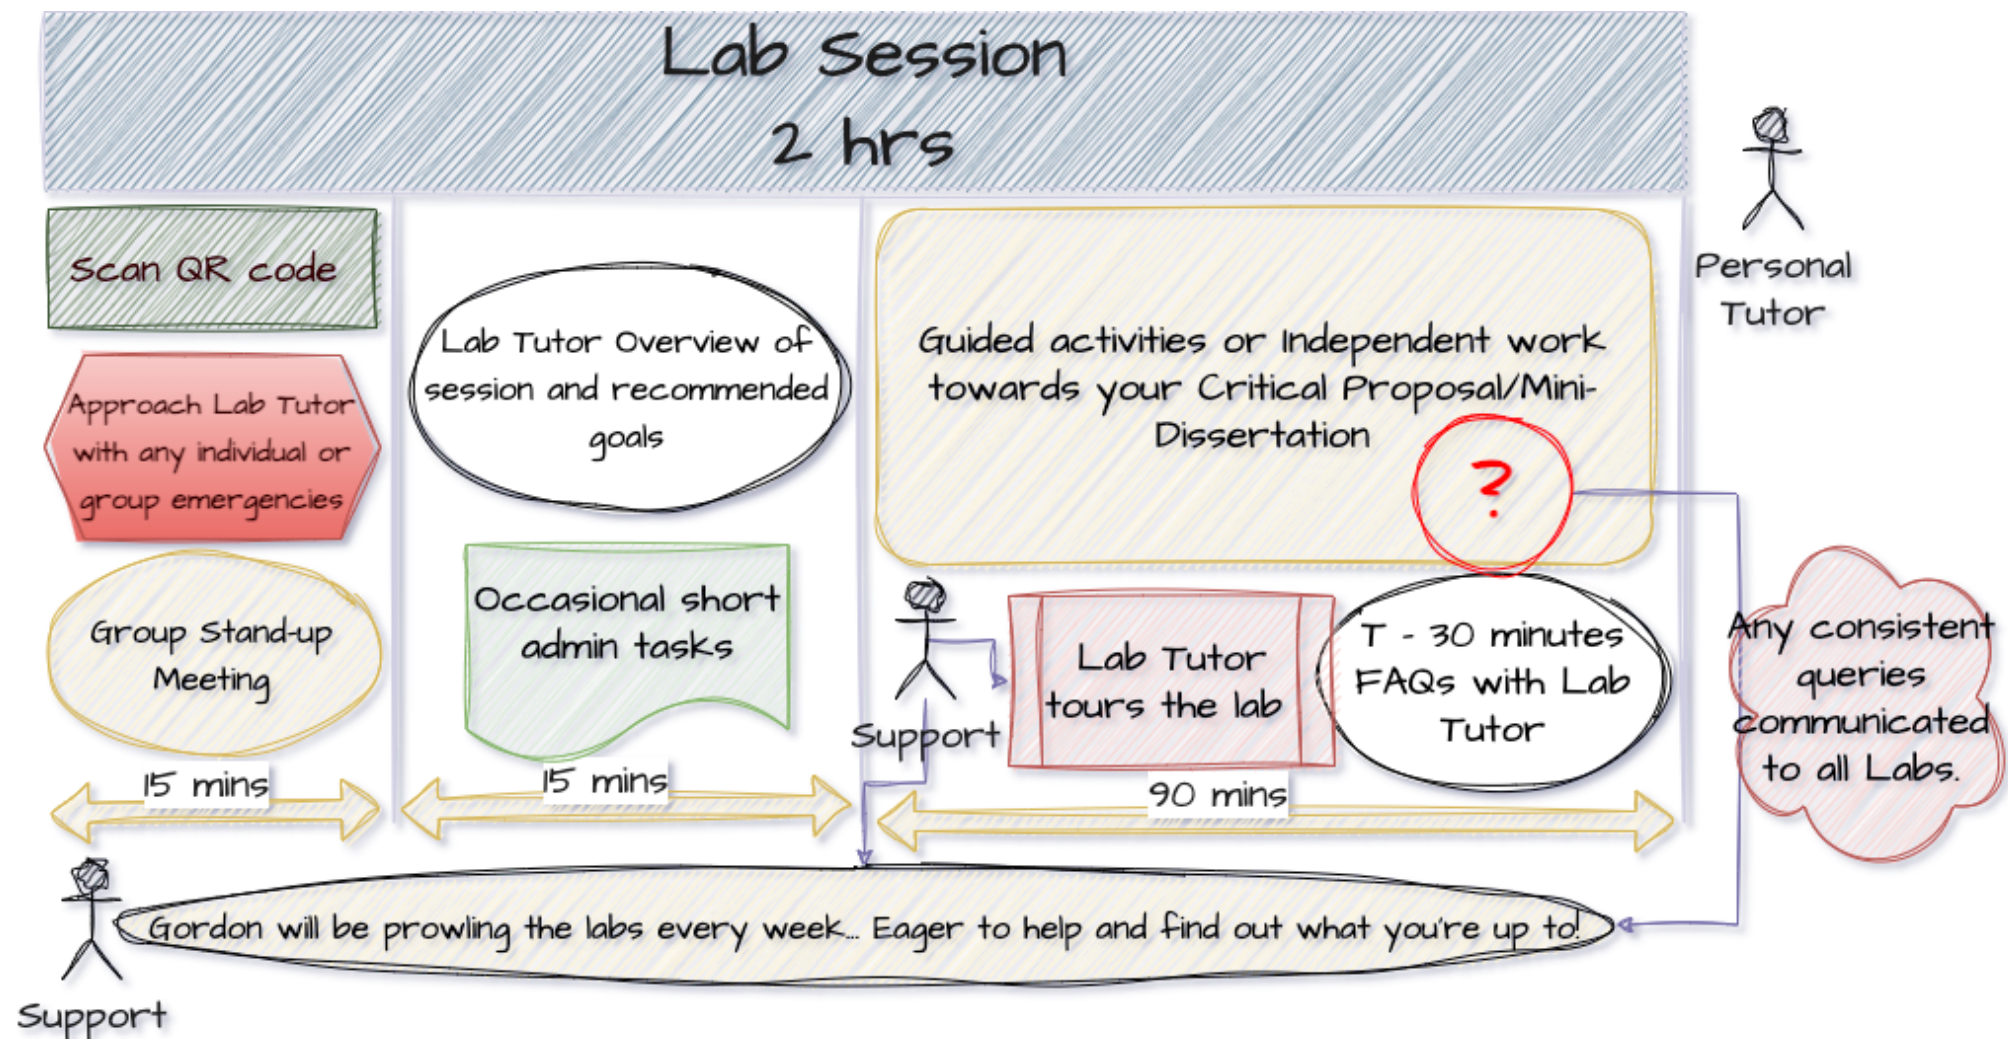 Lab Session
2 hrs
Personal
Tutor
Scan QR code
Approach Lab Tutor
with any individual or
group emergencies
Group Stand-up
Meeting
15 mins
Lab Tutor Overview of
session and recommended
goals
Occasional short
admin tasks
15 mins
Guided activities or Independent work
towards your Critical Proposal/Mini-
Dissertation
?
Support
Lab Tutor
tours the lab
T - 30 minutes
FAQs with Lab
Tutor
90 mins
Any consistent
queries
communicated
to all Labs.
Gordon will be prowling the labs every week... Eager to help and find out what you're up to!
Support